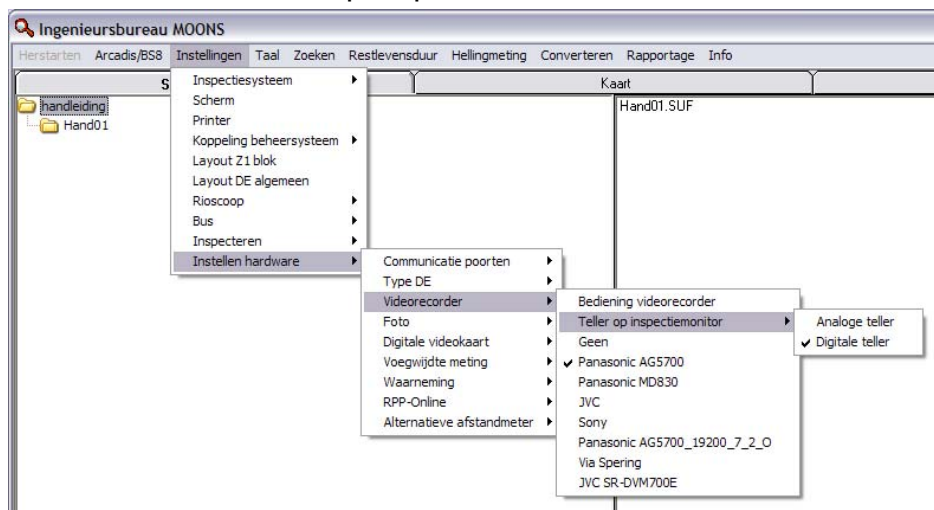 Ingenieursbureau MOONS
Herstarten Arcadis/BS8 Instellingen Taal Zoeken Restlevensduur Hellingmeting Converteren Rapportage Info
S
Kaart
handleiding
Hand01
Hand01.SUF
Inspectiesysteem
Scherm
Printer
Koppeling beheersysteem
Layout Z1 blok
Layout DE algemeen
Rioscoop
Bus
Inspecteren
Instellen hardware
Communicatie poorten
Type DE
Videorecorder
Foto
Digitale videokaart
Voegwijdte meting
Waarneming
RPP-Online
Alternatieve afstandmeter
Bediening videorecorder
Teller op inspectiemonitor
Geen
Panasonic AG5700
Panasonic MD830
JVC
Sony
Panasonic AG5700_19200_7_2_O
Via Spering
JVC SR-DVM700E
Analoge teller
Digitale teller